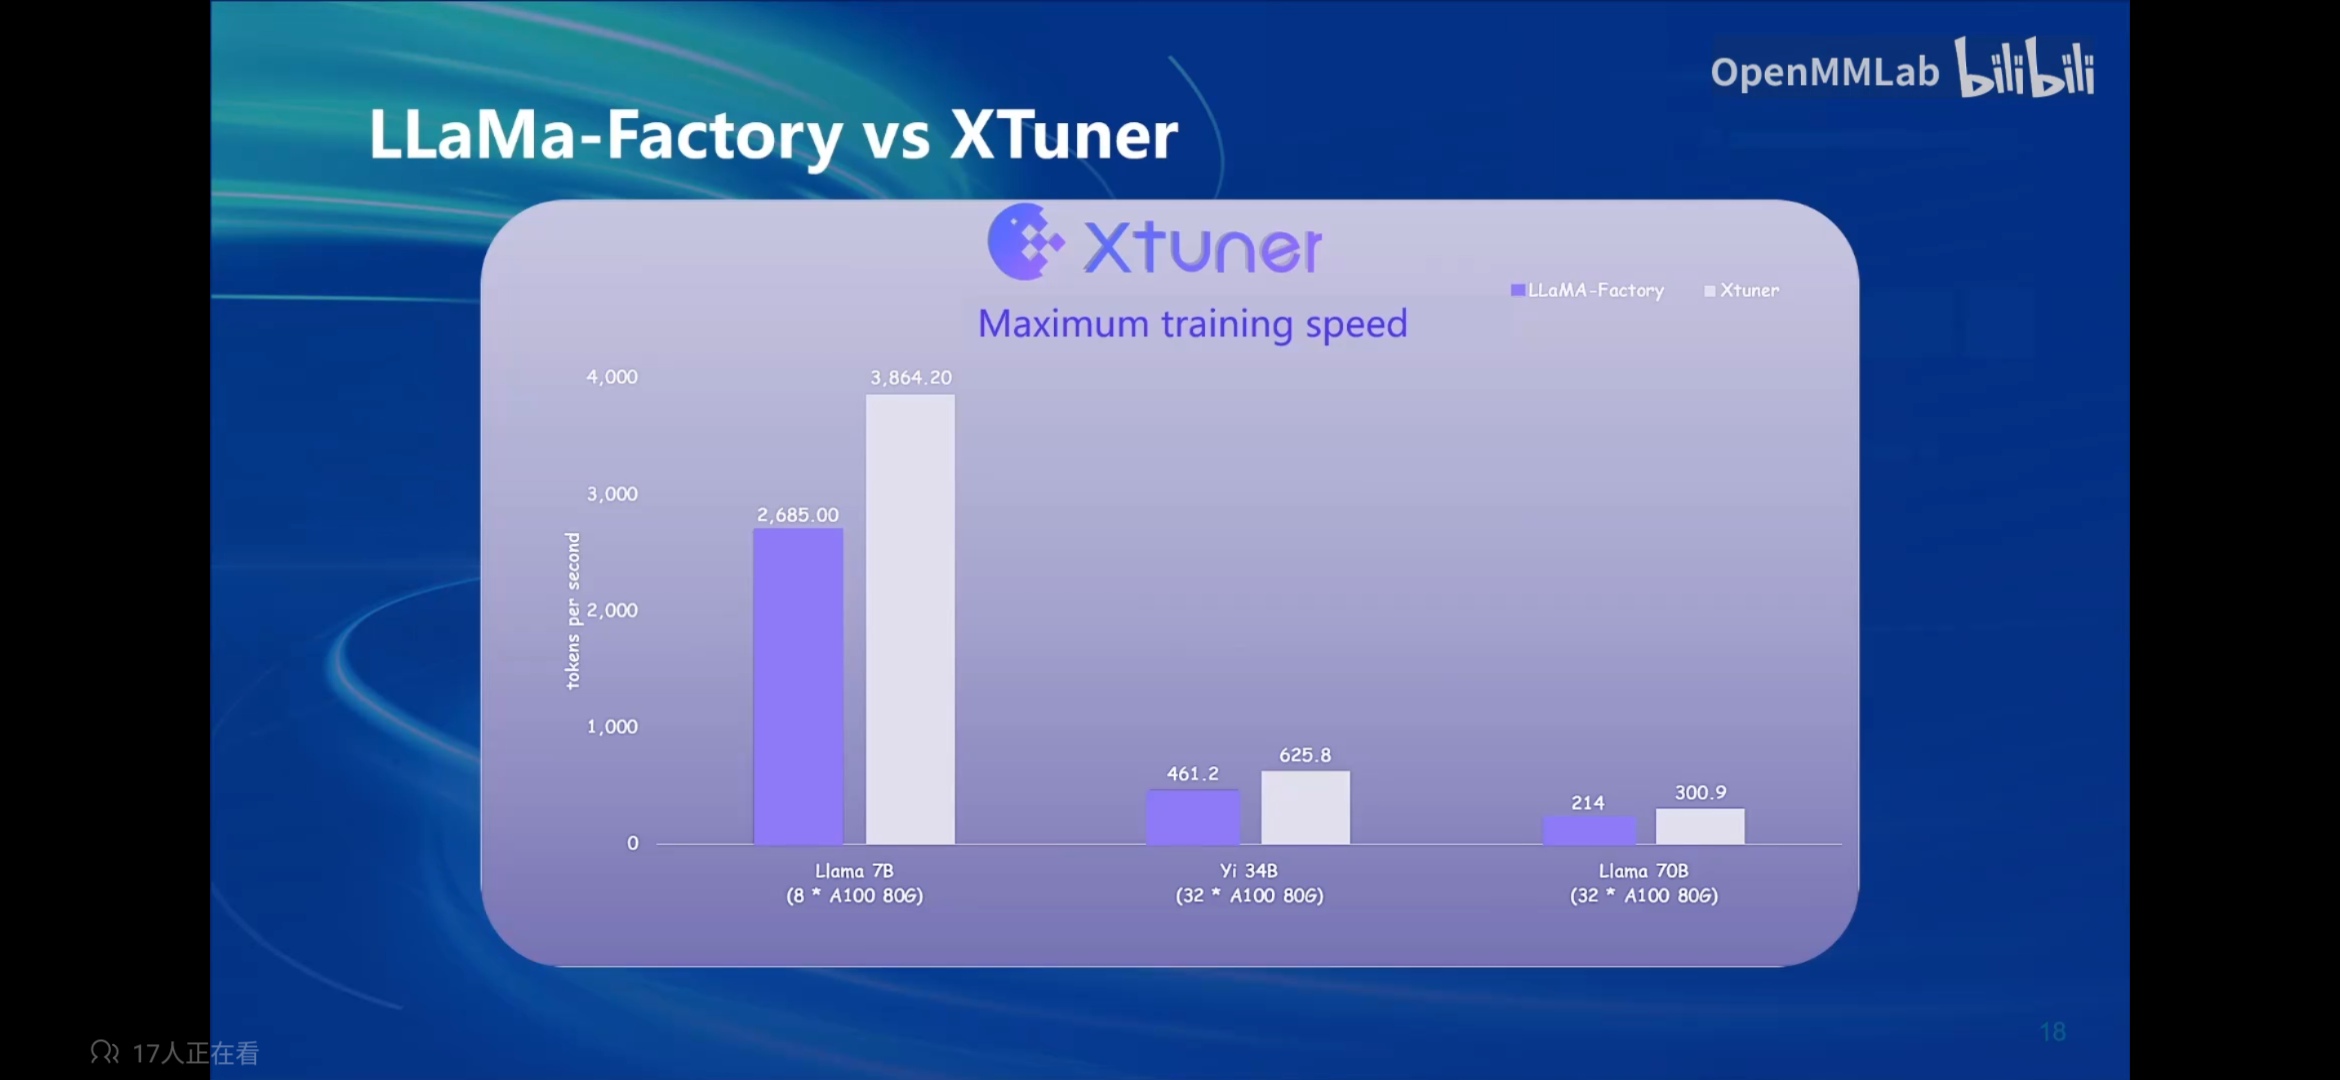 OpenMMLab bilibili
LLaMa-Factory vs XTuner
Xtuner
LLaMA-Factory Xtuner
Maximum training speed
4,000
3,864.20
3,000
2,685.00
tokens per second
2,000
1,000
625.8
461.2
300.9
214
0
Llama 7B
(8 * A100 80G)
Yi 34B
(32 * A100 80G)
Llama 70B
(32 * A100 80G)
18
17人正在看